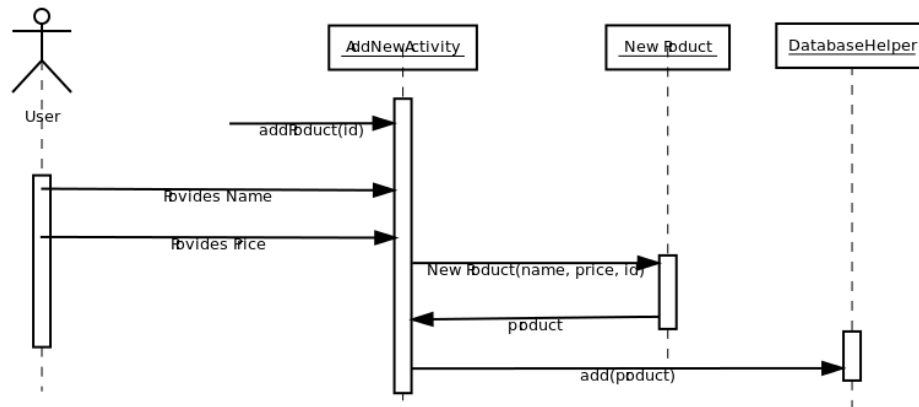 AddNewActivity
New Product
DatabaseHelper
User
addProduct(id)
Provides Name
Provides Price
New Product(name, price, id)
product
add(product)